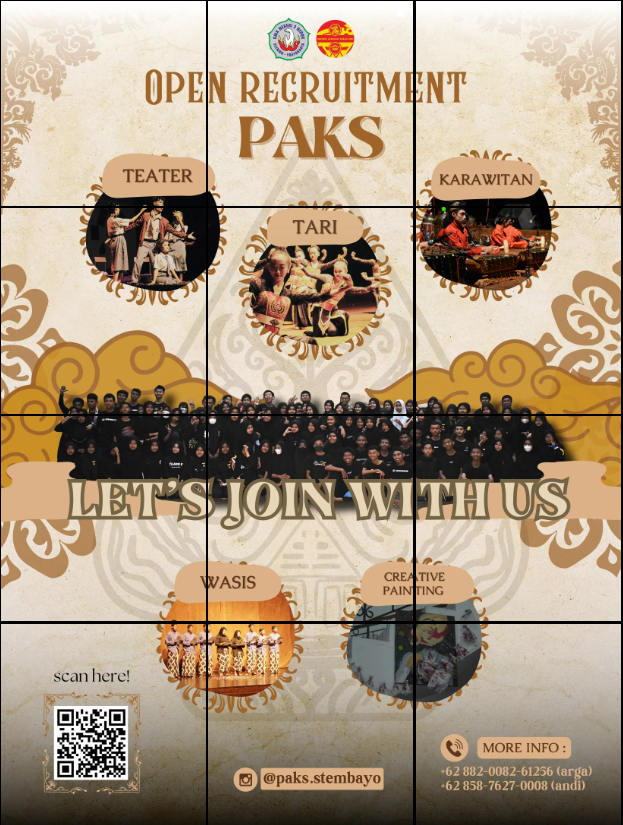 OPEN RECRUITMENT
PAKS
TEATER
KARAWITAN
TARI
LET'S JOIN WITH US
WASIS
CREATIVE
PAINTING
scan here!
@paks.stembayo
MORE INFO :
+62 882-0082-61256 (arga)
+62 858-7627-0008 (andi)